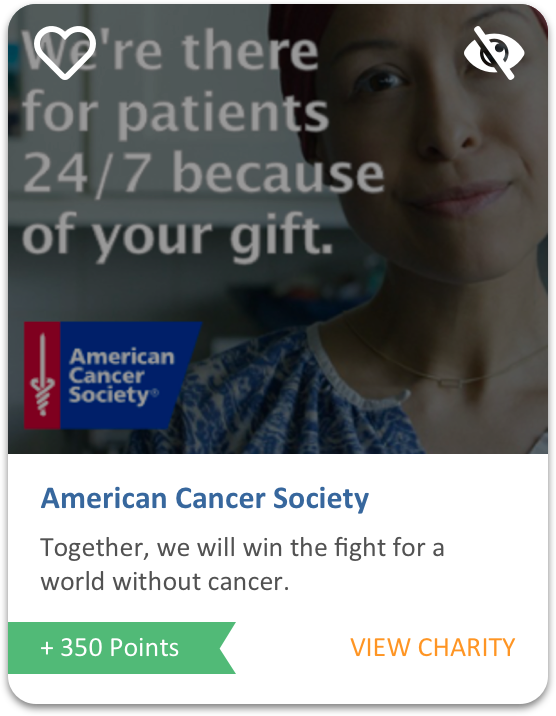 We're there
for patients
24/7 because
of your gift.
American
Cancer
Society®
American Cancer Society
Together, we will win the fight for a
world without cancer.
+ 350 Points
VIEW CHARITY